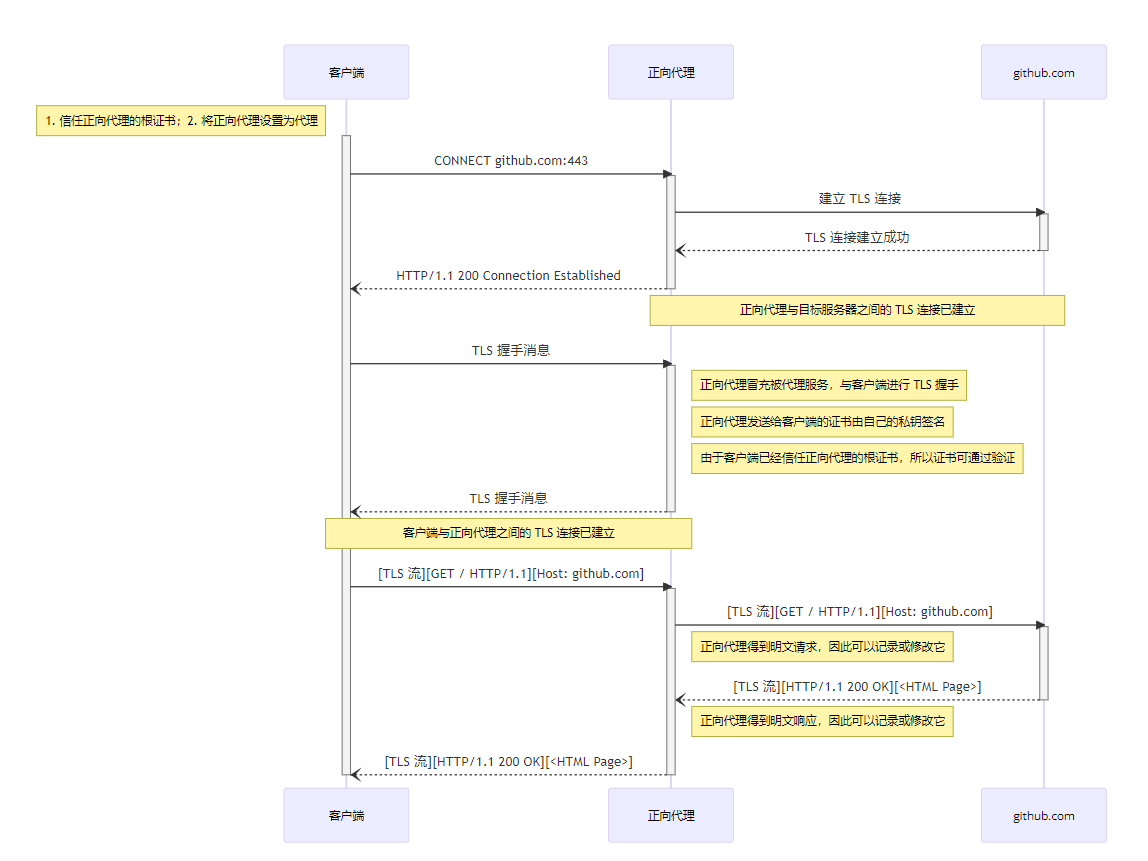 客户端
正向代理
github.com
1. 信任正向代理的根证书；2. 将正向代理设置为代理
CONNECT github.com:443
建立 TLS 连接
TLS 连接建立成功
HTTP/1.1 200 Connection Established
正向代理与目标服务器之间的 TLS 连接已建立
TLS 握手消息
正向代理冒充被代理服务，与客户端进行 TLS 握手
正向代理发送给客户端的证书由自己的私钥签名
由于客户端已经信任正向代理的根证书，所以证书可通过验证
TLS 握手消息
客户端与正向代理之间的 TLS 连接已建立
[TLS 流][GET / HTTP/1.1][Host: github.com]
[TLS 流][GET / HTTP/1.1][Host: github.com]
正向代理得到明文请求，因此可以记录或修改它
[TLS 流][HTTP/1.1 200 OK][<HTML Page>]
正向代理得到明文响应，因此可以记录或修改它
[TLS 流][HTTP/1.1 200 OK][<HTML Page>]
客户端
正向代理
github.com